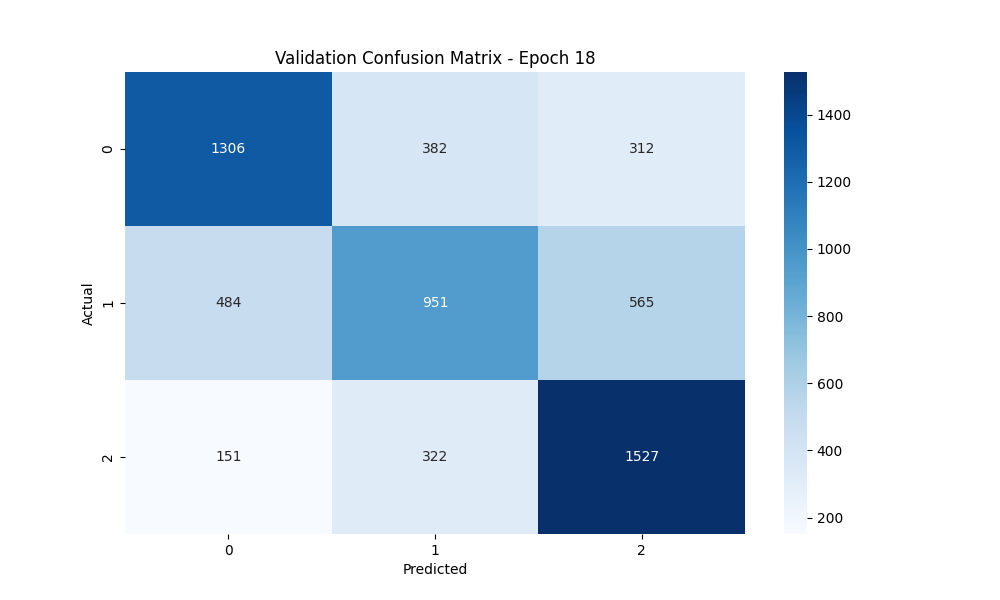 Validation Confusion Matrix - Epoch 18
0 1306 382 312
1 484 951 565
2 151 322 1527
0 1 2
Actual
Predicted
1400
1200
1000
800
600
400
200